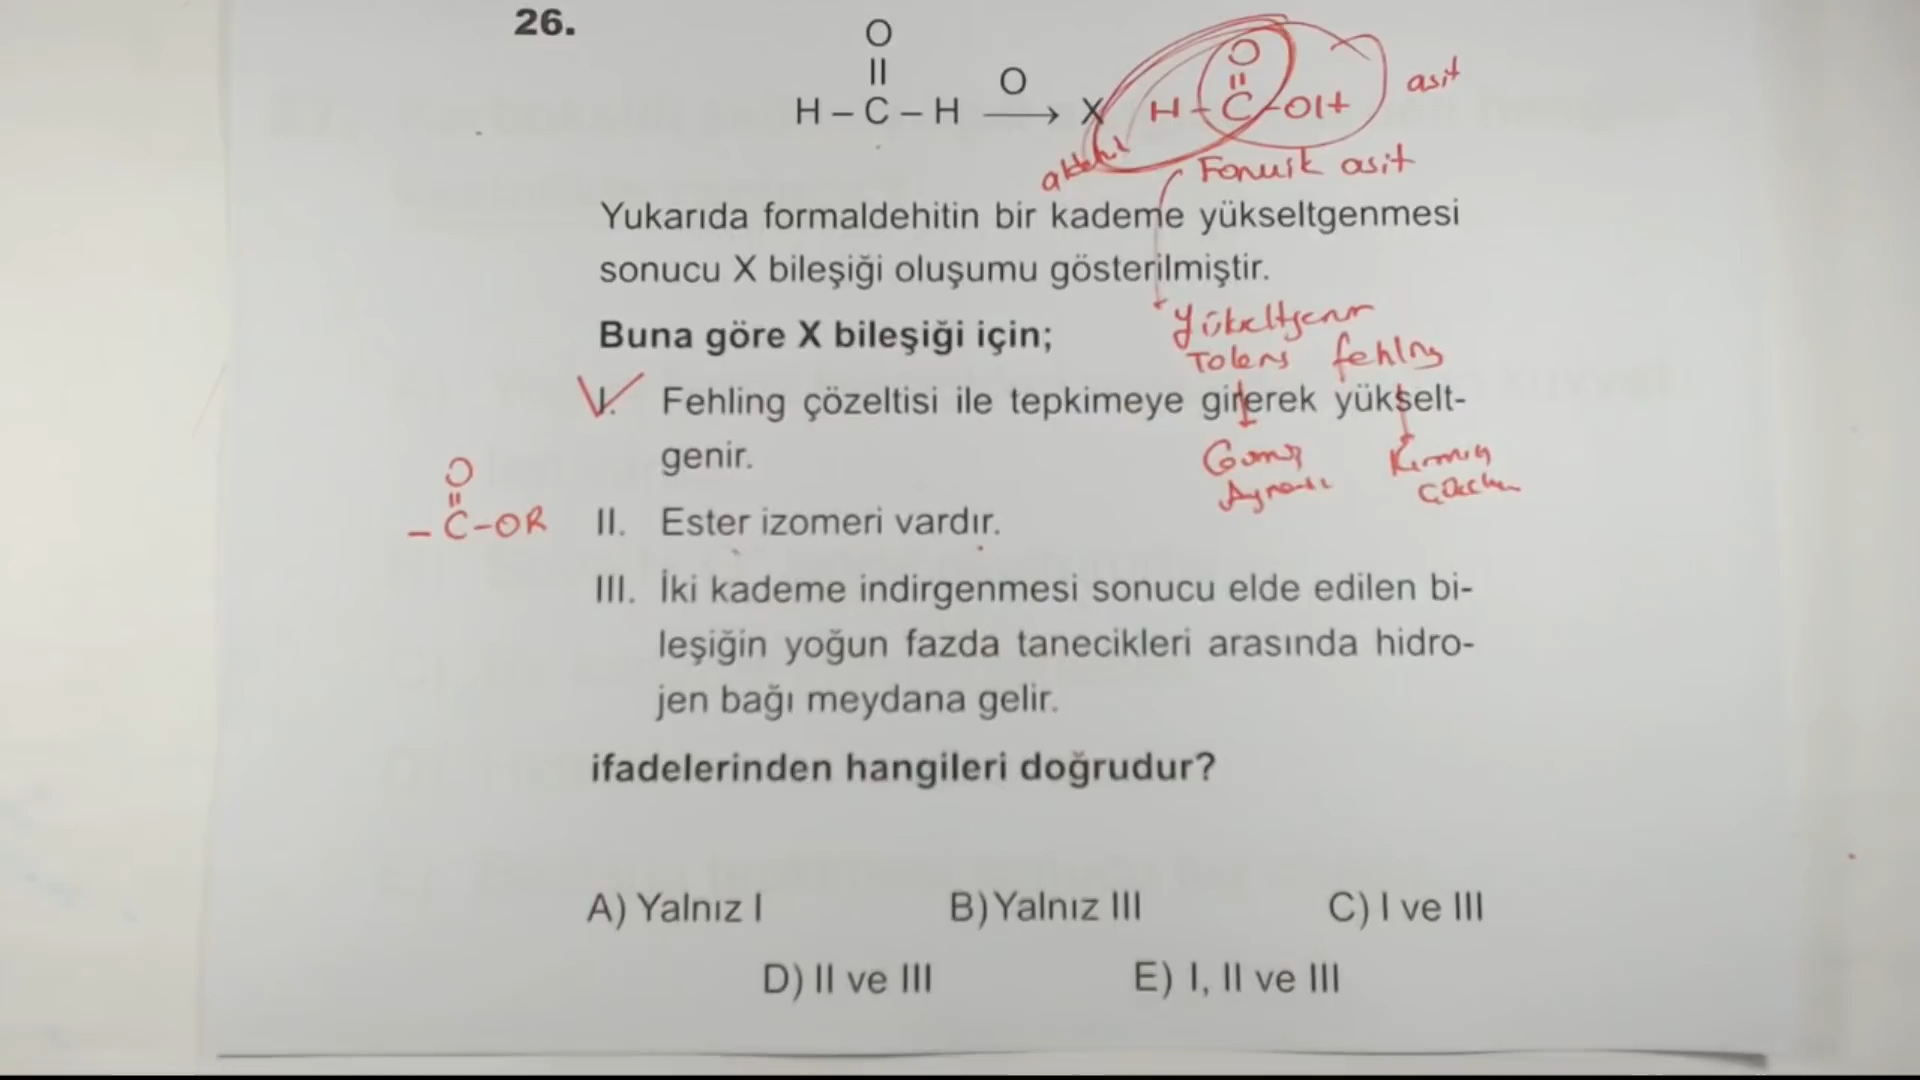 26.
O
||
H – C – H
O
→ X
O
||
H – C – OH
asit
aldehit
Formik asit
Yukarıda formaldehitin bir kademe yükseltgenmesi
sonucu X bileşiği oluşumu gösterilmiştir.
Yükseltgenir
Buna göre X bileşiği için;
Tolens fehlng
I. Fehling çözeltisi ile tepkimeye girerek yükselt-
genir.
Gümüş Kırmızı
Aynası
O
||
– C – OR
II. Ester izomeri vardır.
III. İki kademe indirgenmesi sonucu elde edilen bi-
leşiğin yoğun fazda tanecikleri arasında hidro-
jen bağı meydana gelir.
ifadelerinden hangileri doğrudur?
A) Yalnız I B) Yalnız III C) I ve III
D) II ve III E) I, II ve III